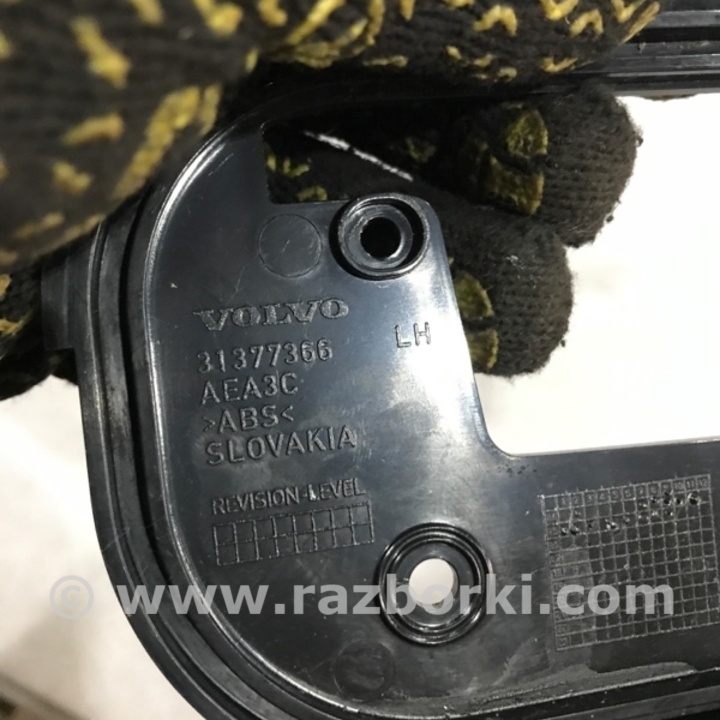 VOLVO
31377366
LH
AEA3C
>ABS<
SLOVAKIA
REVISION-LEVEL
© www.razborki.com